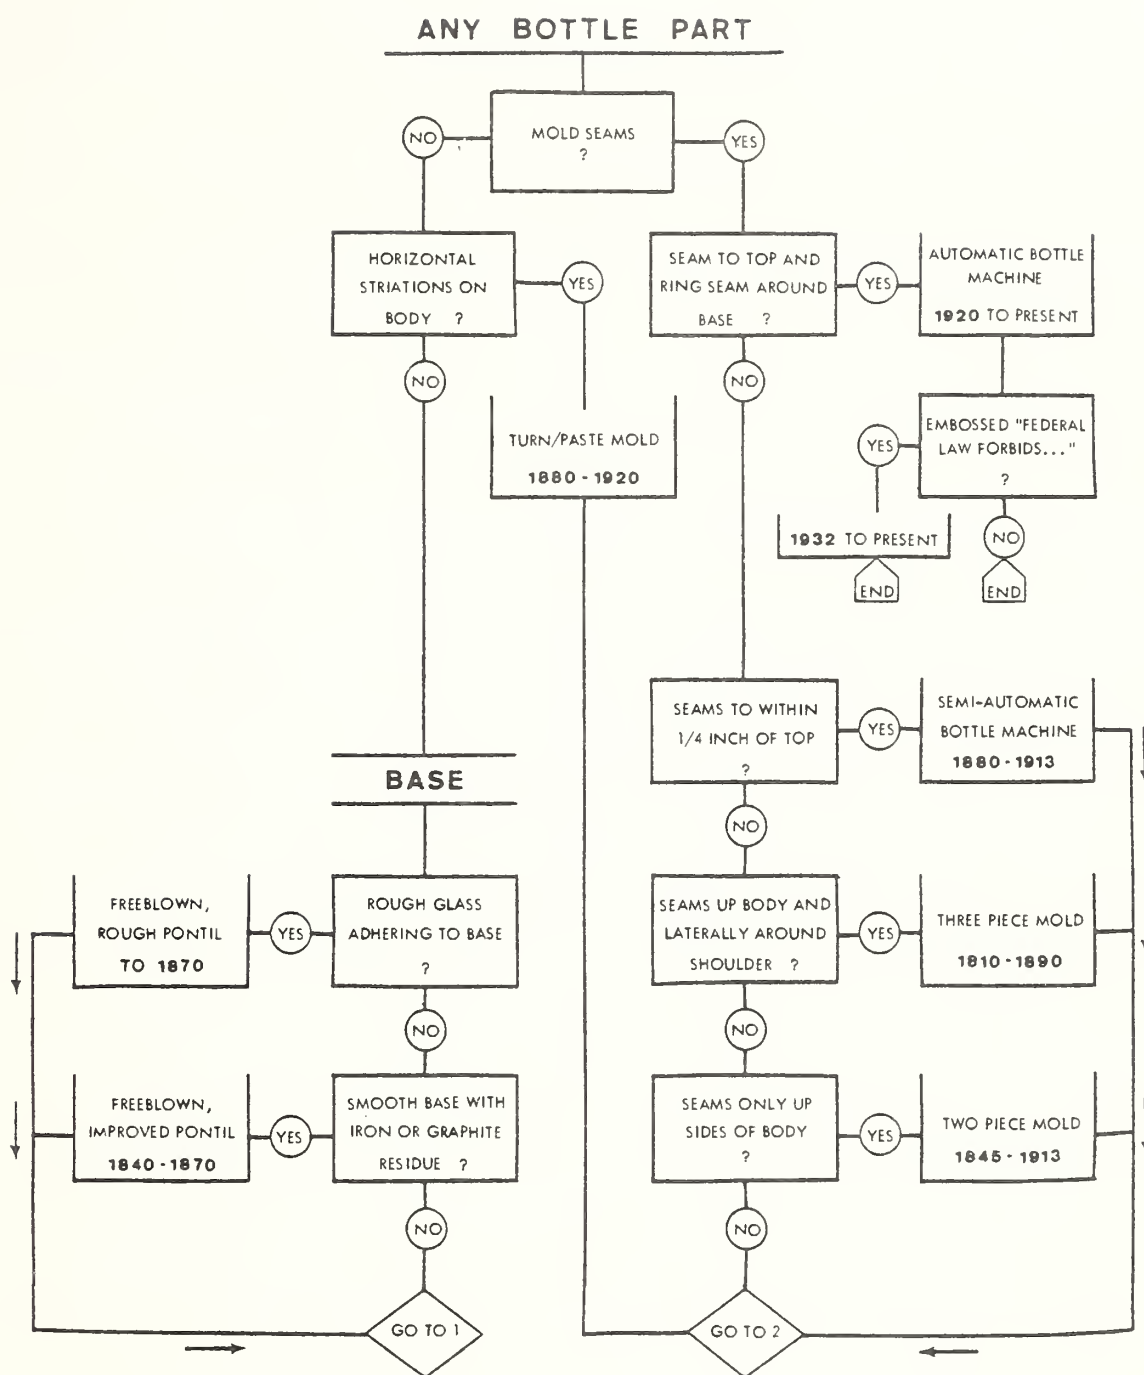 ANY BOTTLE PART
MOLD SEAMS
?
NO
YES
HORIZONTAL
STRIATIONS ON
BODY ?
YES
NO
SEAM TO TOP AND
RING SEAM AROUND
BASE ?
YES
NO
AUTOMATIC BOTTLE
MACHINE
1920 TO PRESENT
EMBOSSED "FEDERAL
LAW FORBIDS..."
?
YES
NO
1932 TO PRESENT
END
END
TURN/PASTE MOLD
1880-1920
SEAMS TO WITHIN
1/4 INCH OF TOP
?
YES
NO
SEMI-AUTOMATIC
BOTTLE MACHINE
1880-1913
BASE
ROUGH GLASS
ADHERING TO BASE
?
YES
NO
FREEBLOWN,
ROUGH PONTIL
TO 1870
SEAMS UP BODY AND
LATERALLY AROUND
SHOULDER ?
YES
NO
THREE PIECE MOLD
1810-1890
SMOOTH BASE WITH
IRON OR GRAPHITE
RESIDUE ?
YES
NO
FREEBLOWN,
IMPROVED PONTIL
1840-1870
SEAMS ONLY UP
SIDES OF BODY
?
YES
NO
TWO PIECE MOLD
1845-1913
GO TO 1
GO TO 2